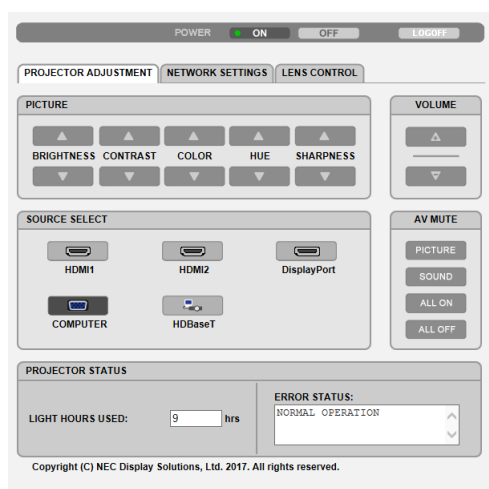 POWER ON OFF LOGOFF
PROJECTOR ADJUSTMENT NETWORK SETTINGS LENS CONTROL
PICTURE
BRIGHTNESS CONTRAST COLOR HUE SHARPNESS
VOLUME
SOURCE SELECT
HDMI1 HDMI2 DisplayPort
COMPUTER HDBaseT
AV MUTE
PICTURE
SOUND
ALL ON
ALL OFF
PROJECTOR STATUS
LIGHT HOURS USED: 9 hrs
ERROR STATUS:
NORMAL OPERATION
Copyright (C) NEC Display Solutions, Ltd. 2017. All rights reserved.